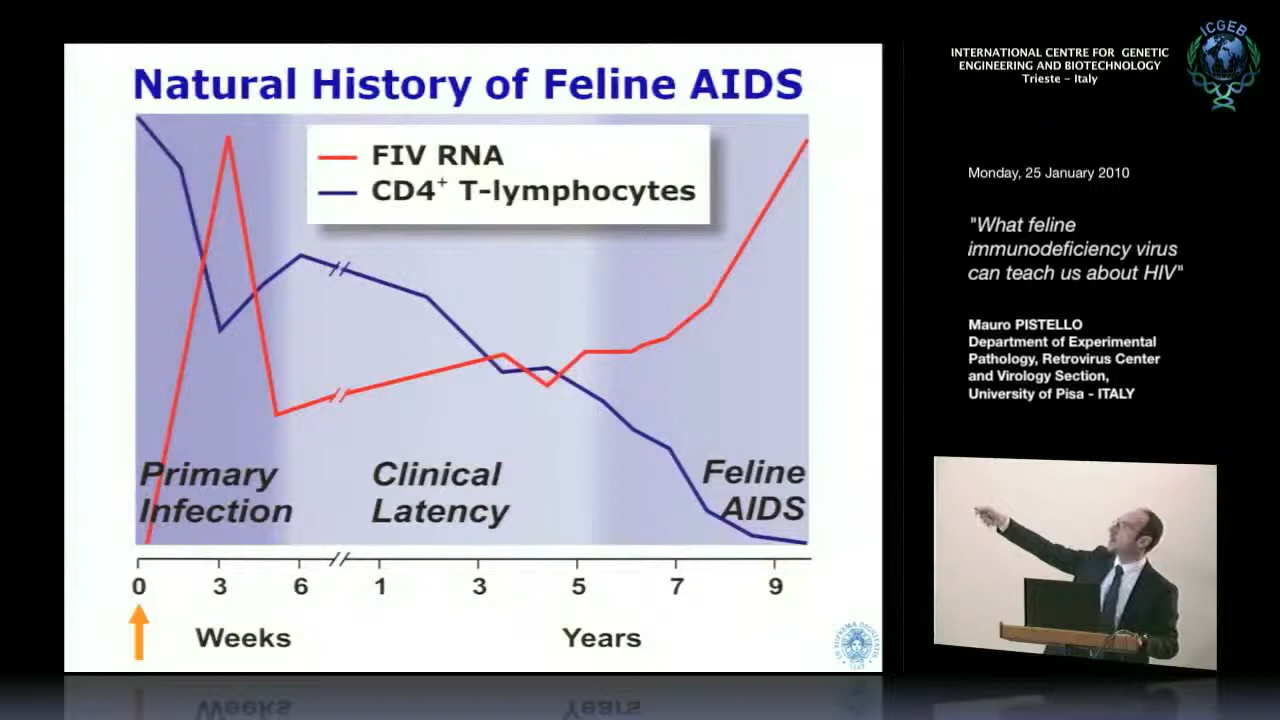 Natural History of Feline AIDS
FIV RNA
CD4⁺ T-lymphocytes
Primary
Infection
Clinical
Latency
Feline
AIDS
0 3 6 1 3 5 7 9
Weeks
Years
INTERNATIONAL CENTRE FOR GENETIC
ENGINEERING AND BIOTECHNOLOGY
Trieste - Italy
ICGEB
Monday, 25 January 2010
"What feline
immunodeficiency virus
can teach us about HIV"
Mauro PISTELLO
Department of Experimental
Pathology, Retrovirus Center
and Virology Section,
University of Pisa - ITALY